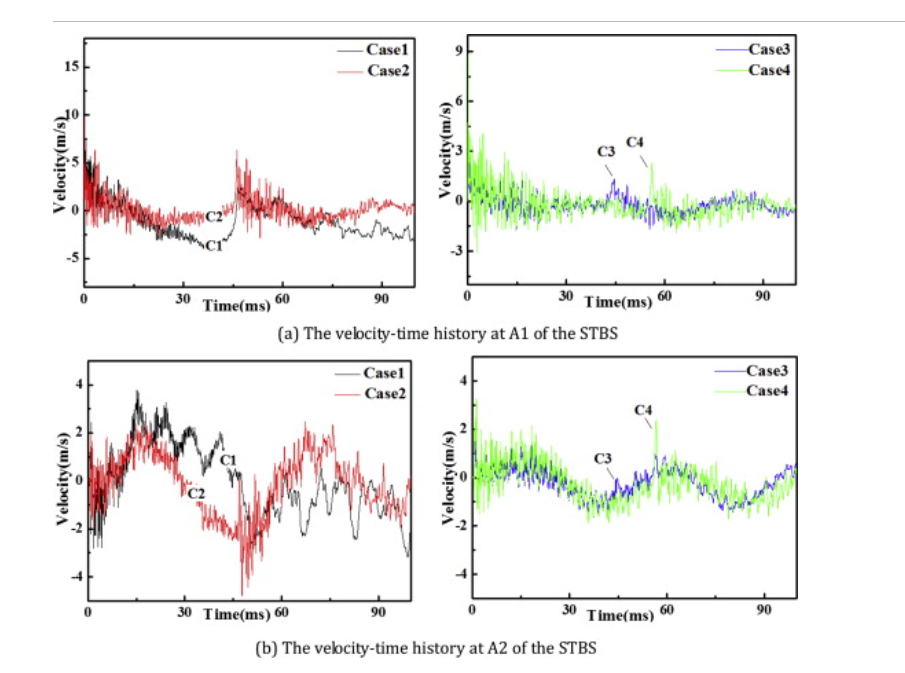 Case1
Case2
15
10
5
0
-5
Velocity(m/s)
C2
C1
0
30
60
90
Time(ms)
Case3
Case4
9
6
3
0
-3
Velocity(m/s)
C3
C4
0
30
60
90
Time(ms)
(a) The velocity-time history at A1 of the STBS
Case1
Case2
4
2
0
-2
-4
Velocity(m/s)
C1
C2
0
30
60
90
Time(ms)
Case3
Case4
4
2
0
-2
-4
Velocity(m/s)
C4
C3
0
30
60
90
Time(ms)
(b) The velocity-time history at A2 of the STBS